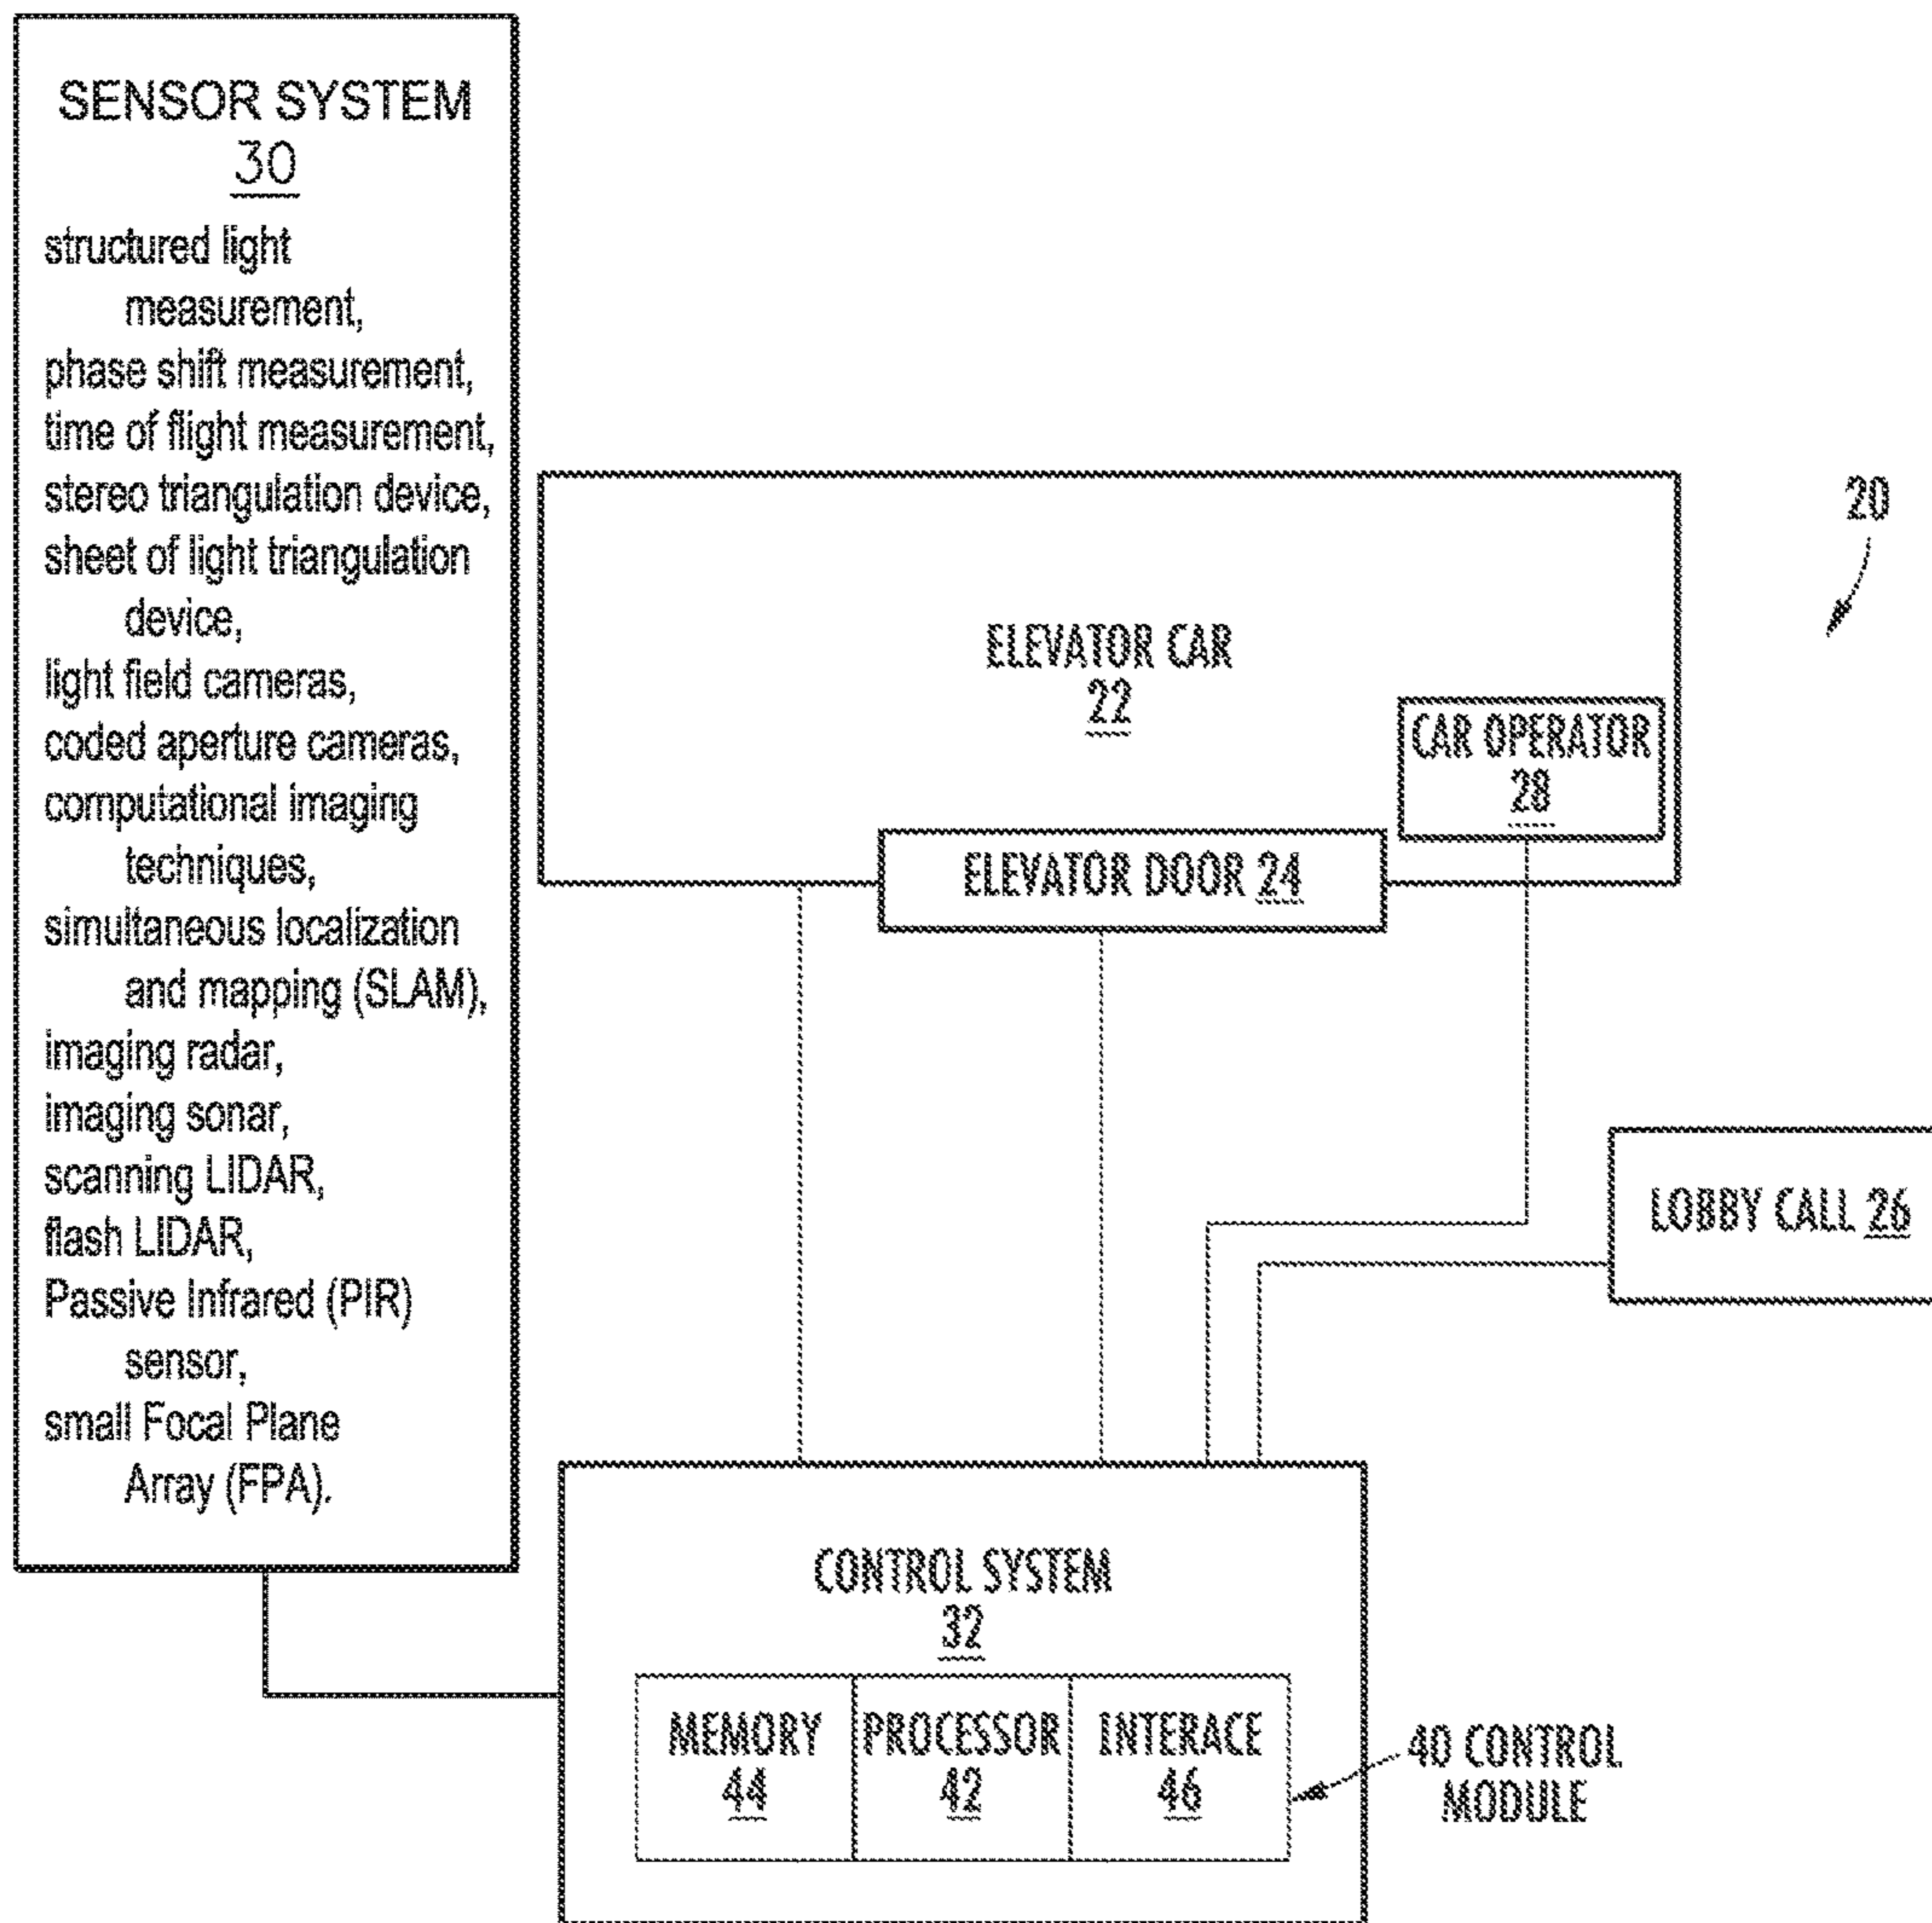 SENSOR SYSTEM
30
structured light
measurement,
phase shift measurement,
time of flight measurement,
stereo triangulation device,
sheet of light triangulation
device,
light field cameras,
coded aperture cameras,
computational imaging
techniques,
simultaneous localization
and mapping (SLAM),
imaging radar,
imaging sonar,
scanning LIDAR,
flash LIDAR,
Passive Infrared (PIR)
sensor,
small Focal Plane
Array (FPA).
20
ELEVATOR CAR
22
CAR OPERATOR
28
ELEVATOR DOOR 24
LOBBY CALL 26
CONTROL SYSTEM
32
MEMORY
44
PROCESSOR
42
INTERACE
46
40 CONTROL
MODULE